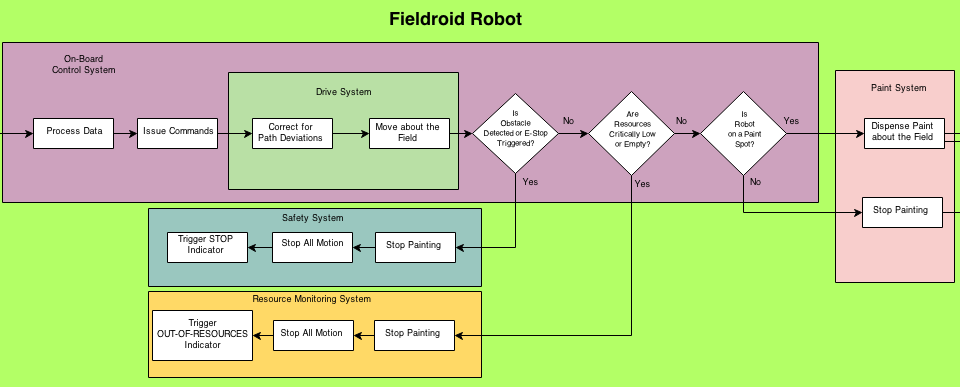 Fieldroid Robot
On-Board
Control System
Process Data
Issue Commands
Drive System
Correct for
Path Deviations
Move about the
Field
Is
Obstacle
Detected or E-Stop
Triggered?
No
Yes
Are
Resources
Critically Low
or Empty?
No
Yes
Is
Robot
on a Paint
Spot?
Yes
No
Paint System
Dispense Paint
about the Field
Stop Painting
Safety System
Trigger STOP
Indicator
Stop All Motion
Stop Painting
Resource Monitoring System
Trigger
OUT-OF-RESOURCES
Indicator
Stop All Motion
Stop Painting